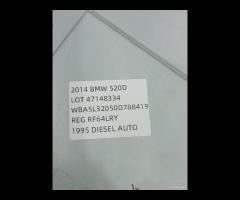 2014 BMW 520D
LOT 47148334
WBA5L32050D788419
REG RF64LRY
1995 DIESEL AUTO